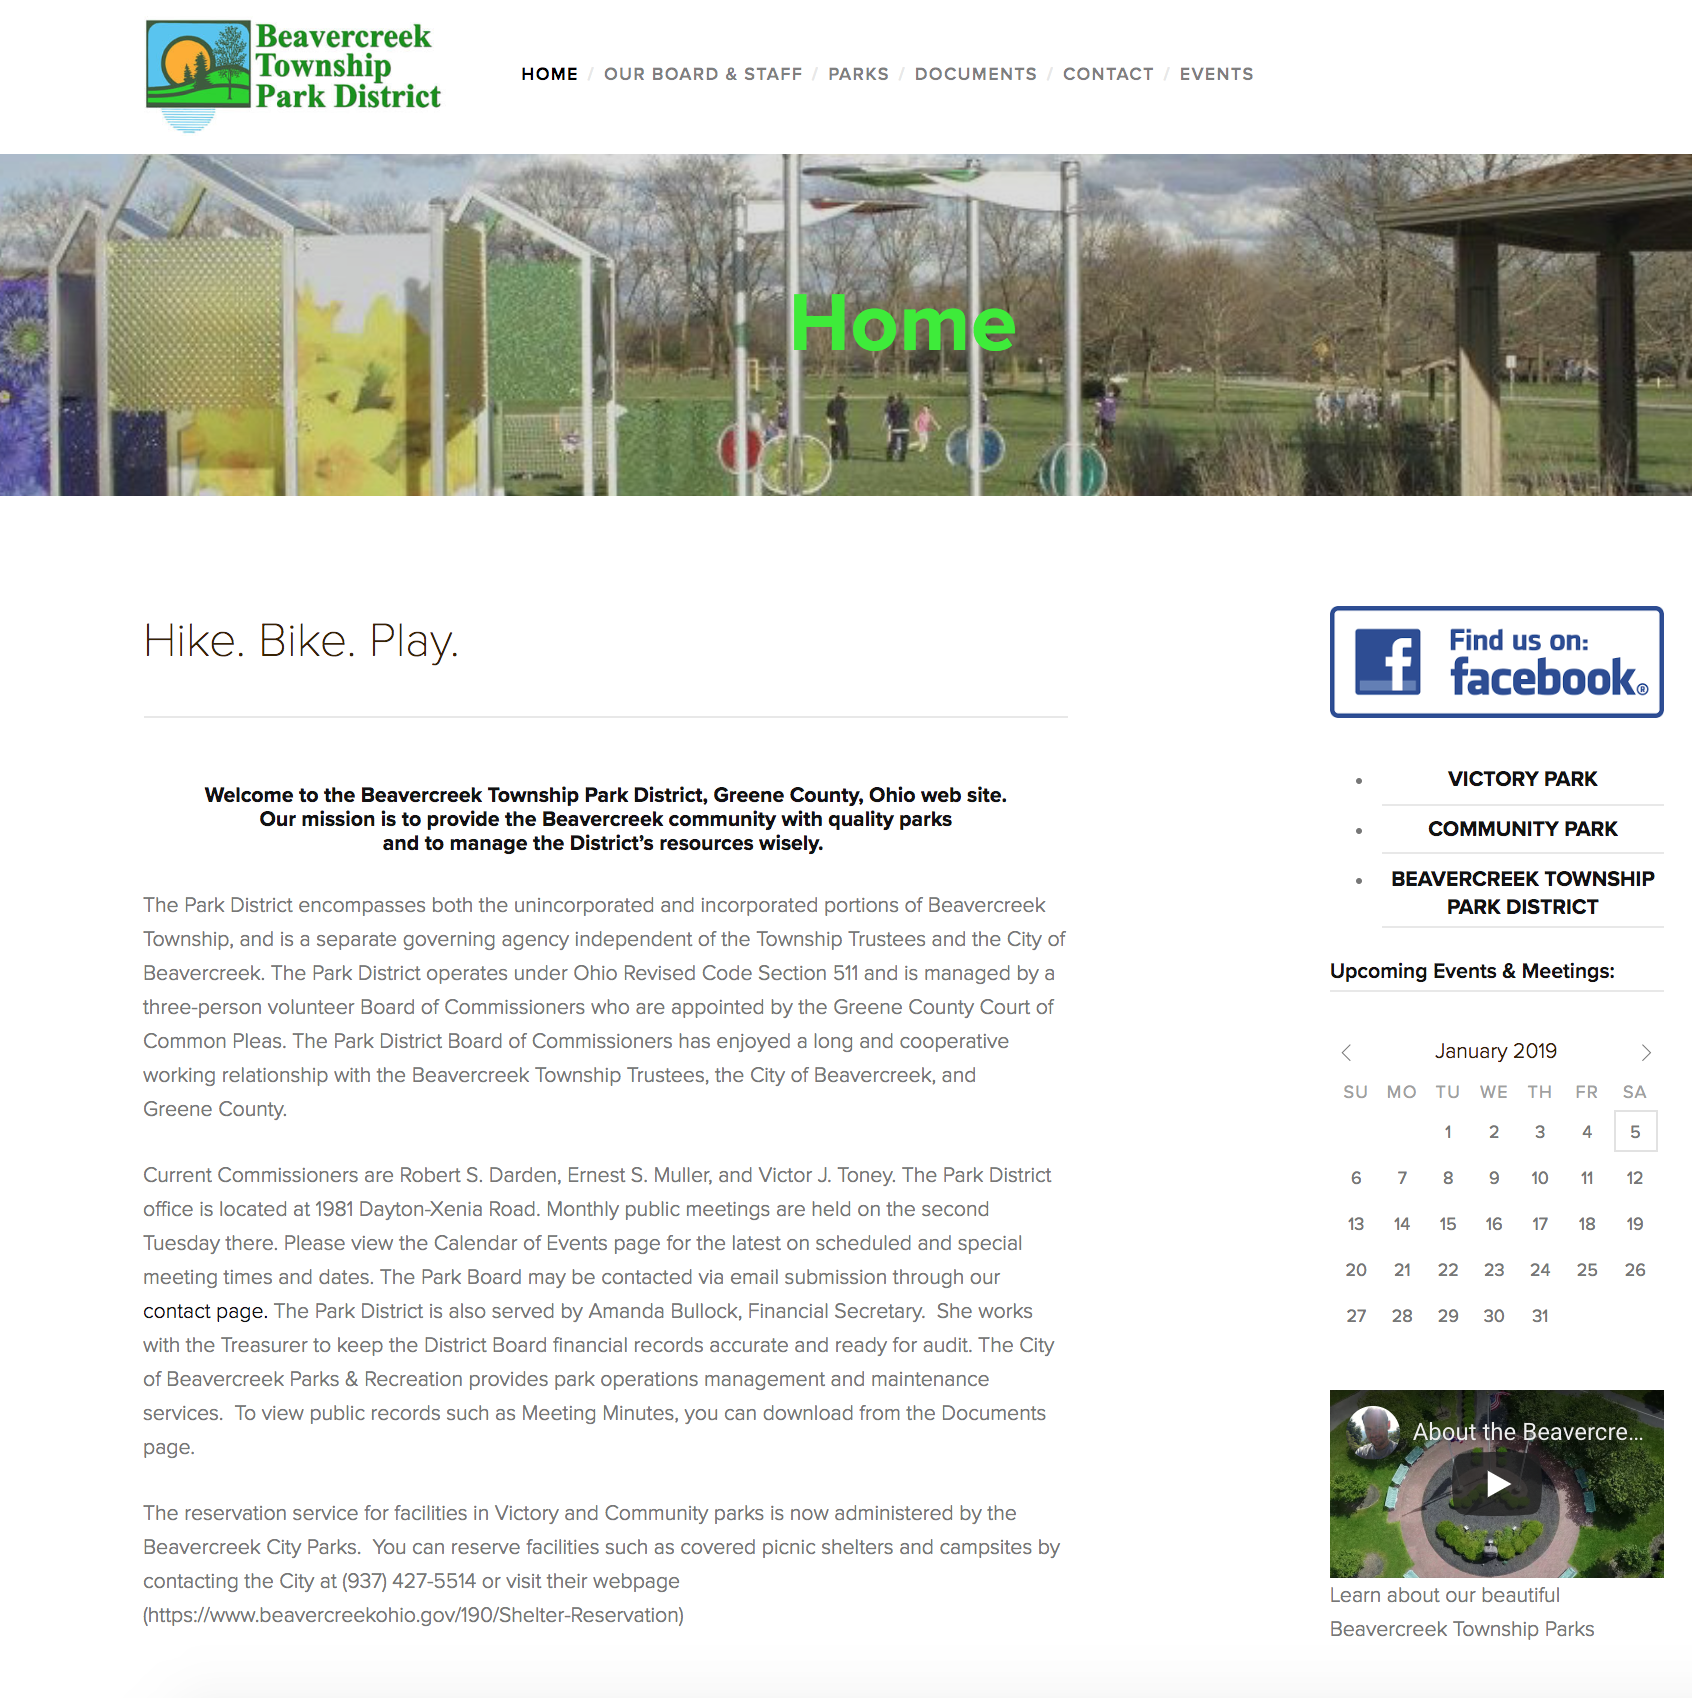 Beavercreek
Township
Park District
HOME / OUR BOARD & STAFF / PARKS / DOCUMENTS / CONTACT / EVENTS
Home
Hike. Bike. Play.
Welcome to the Beavercreek Township Park District, Greene County, Ohio web site.
Our mission is to provide the Beavercreek community with quality parks
and to manage the District’s resources wisely.
The Park District encompasses both the unincorporated and incorporated portions of Beavercreek
Township, and is a separate governing agency independent of the Township Trustees and the City of
Beavercreek. The Park District operates under Ohio Revised Code Section 511 and is managed by a
three-person volunteer Board of Commissioners who are appointed by the Greene County Court of
Common Pleas. The Park District Board of Commissioners has enjoyed a long and cooperative
working relationship with the Beavercreek Township Trustees, the City of Beavercreek, and
Greene County.
Current Commissioners are Robert S. Darden, Ernest S. Muller, and Victor J. Toney. The Park District
office is located at 1981 Dayton-Xenia Road. Monthly public meetings are held on the second
Tuesday there. Please view the Calendar of Events page for the latest on scheduled and special
meeting times and dates. The Park Board may be contacted via email submission through our
contact page. The Park District is also served by Amanda Bullock, Financial Secretary.  She works
with the Treasurer to keep the District Board financial records accurate and ready for audit. The City
of Beavercreek Parks & Recreation provides park operations management and maintenance
services.  To view public records such as Meeting Minutes, you can download from the Documents
page.
The reservation service for facilities in Victory and Community parks is now administered by the
Beavercreek City Parks.  You can reserve facilities such as covered picnic shelters and campsites by
contacting the City at (937) 427-5514 or visit their webpage
(https://www.beavercreekohio.gov/190/Shelter-Reservation)
f
Find us on:
facebook®
• VICTORY PARK
• COMMUNITY PARK
• BEAVERCREEK TOWNSHIP
PARK DISTRICT
Upcoming Events & Meetings:
January 2019
SU MO TU WE TH FR SA
1 2 3 4 5
6 7 8 9 10 11 12
13 14 15 16 17 18 19
20 21 22 23 24 25 26
27 28 29 30 31
About the Beavercre...
Learn about our beautiful
Beavercreek Township Parks